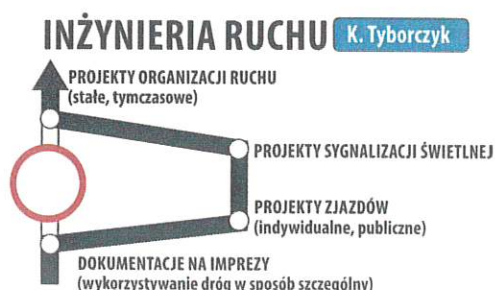 INŻYNIERIA RUCHU K. Tyborczyk
PROJEKTY ORGANIZACJI RUCHU
(stałe, tymczasowe)
PROJEKTY SYGNALIZACJI ŚWIETLNEJ
PROJEKTY ZJAZDÓW
(indywidualne, publiczne)
DOKUMENTACJE NA IMPREZY
(wykorzystywanie dróg w sposób szczególny)